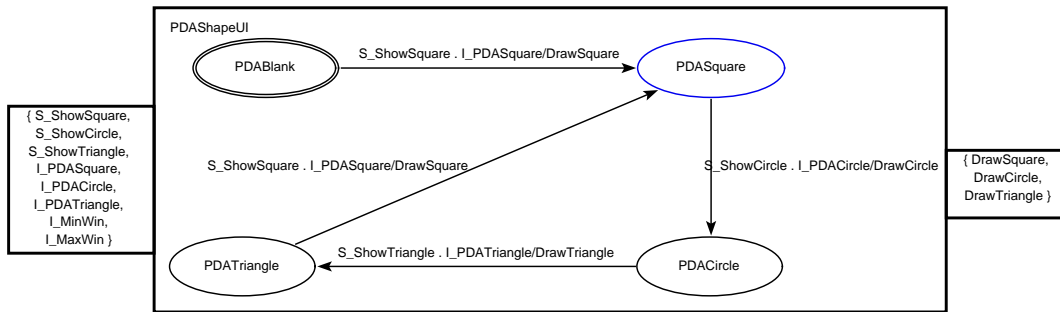 PDAShapeUI
PDABlank
S_ShowSquare . I_PDASquare/DrawSquare
PDASquare
{ S_ShowSquare,
S_ShowCircle,
S_ShowTriangle,
I_PDASquare,
I_PDACircle,
I_PDATriangle,
I_MinWin,
I_MaxWin }
S_ShowSquare . I_PDASquare/DrawSquare
S_ShowCircle . I_PDACircle/DrawCircle
{ DrawSquare,
DrawCircle,
DrawTriangle }
PDATriangle
S_ShowTriangle . I_PDATriangle/DrawTriangle
PDACircle